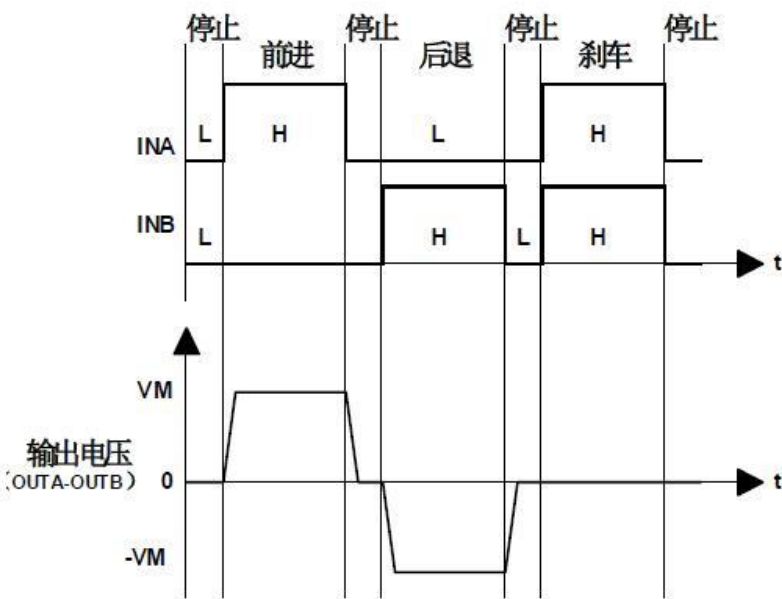 停止 停止 停止 停止
前进 后退 刹车
INA L H L H
INB L H L H
t
VM
输出电压
(OUTA-OUTB) 0 t
-VM